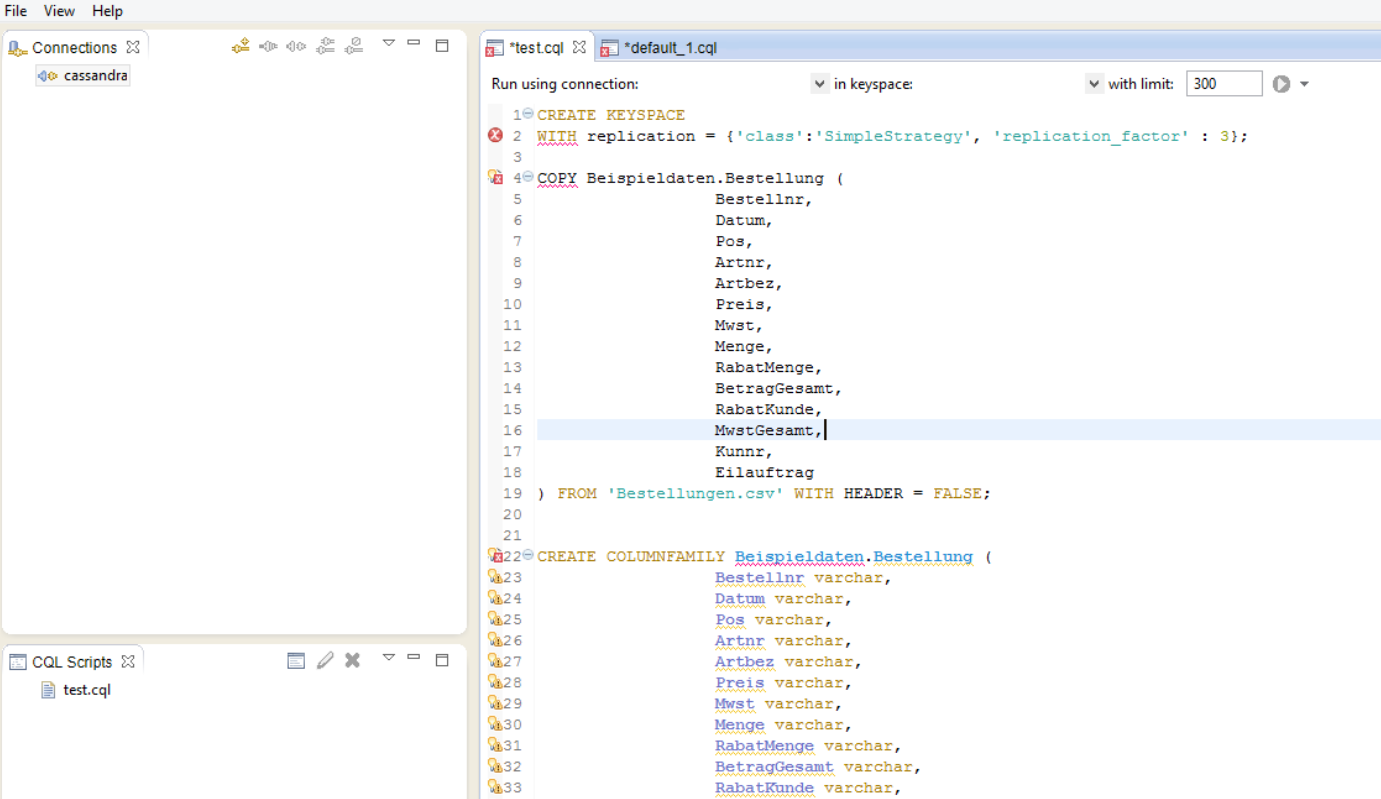 File View Help
Connections
cassandra
CQL Scripts
test.cql
*test.cql *default_1.cql
Run using connection: in keyspace: with limit: 300
1 CREATE KEYSPACE
2 WITH replication = {'class':'SimpleStrategy', 'replication_factor' : 3};
3
4 COPY Beispieldaten.Bestellung (
5 Bestellnr,
6 Datum,
7 Pos,
8 Artnr,
9 Artbez,
10 Preis,
11 Mwst,
12 Menge,
13 RabatMenge,
14 BetragGesamt,
15 RabatKunde,
16 MwstGesamt,
17 Kunnr,
18 Eilauftrag
19 ) FROM 'Bestellungen.csv' WITH HEADER = FALSE;
20
21
22 CREATE COLUMNFAMILY Beispieldaten.Bestellung (
23 Bestellnr varchar,
24 Datum varchar,
25 Pos varchar,
26 Artnr varchar,
27 Artbez varchar,
28 Preis varchar,
29 Mwst varchar,
30 Menge varchar,
31 RabatMenge varchar,
32 BetragGesamt varchar,
33 RabatKunde varchar,